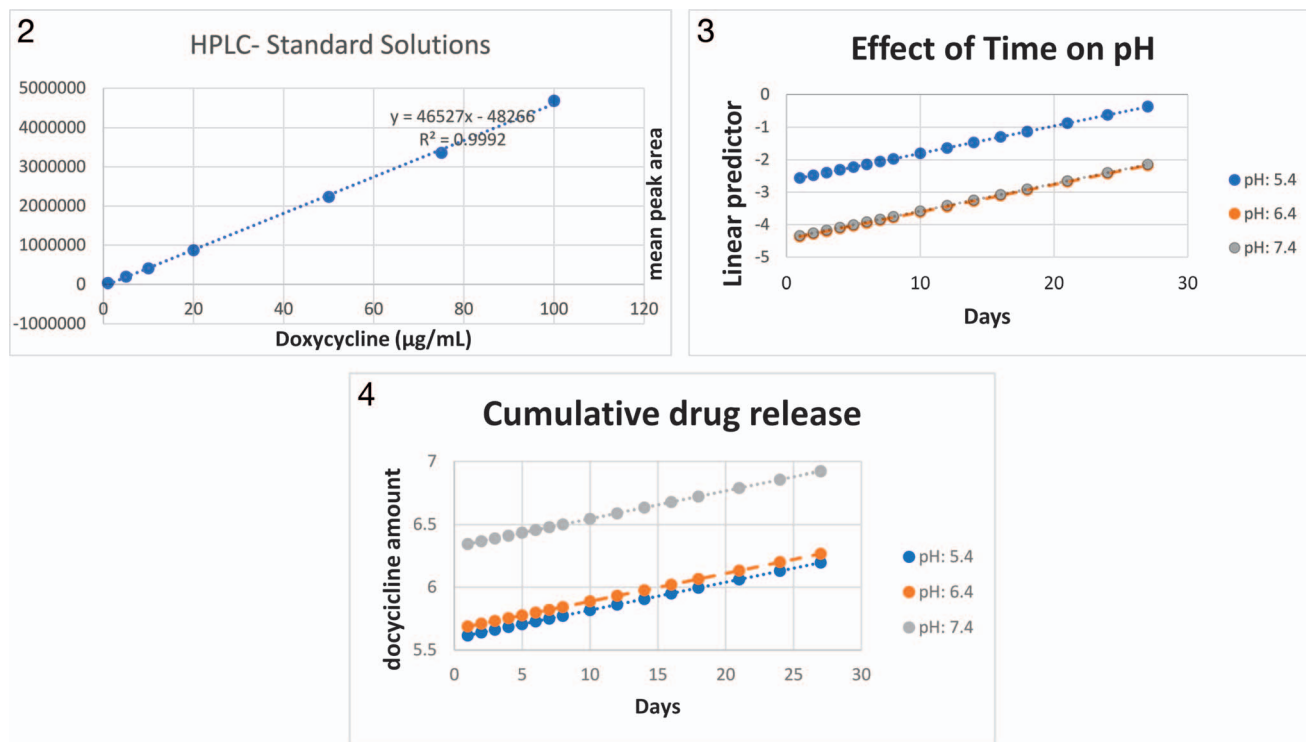 2
HPLC- Standard Solutions
5000000
4000000
3000000
2000000
1000000
0
-1000000
y = 46527x - 48266
R² = 0.9992
mean peak area
0 20 40 60 80 100 120
Doxycycline (µg/mL)
3
Effect of Time on pH
Linear predictor
0
-1
-2
-3
-4
-5
0 10 20 30
Days
pH: 5.4
pH: 6.4
pH: 7.4
4
Cumulative drug release
docycicline amount
7
6.5
6
5.5
0 5 10 15 20 25 30
Days
pH: 5.4
pH: 6.4
pH: 7.4